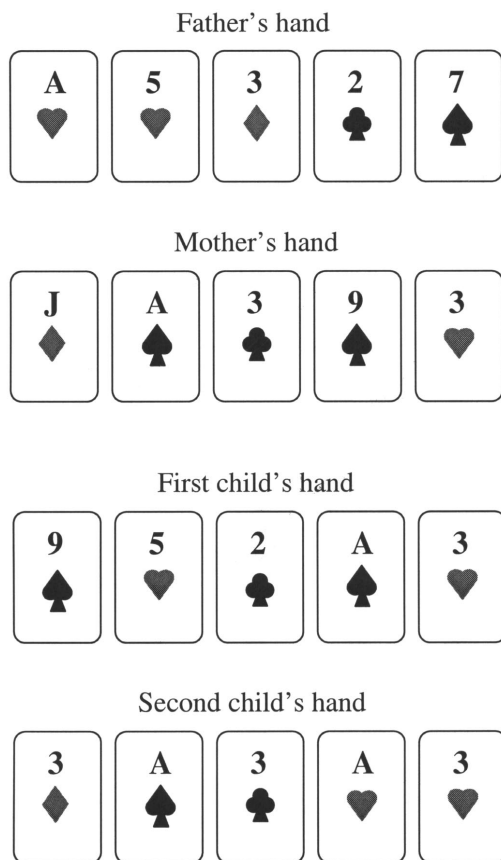 Father's hand
A 5 3 2 7
Mother's hand
J A 3 9 3
First child's hand
9 5 2 A 3
Second child's hand
3 A 3 A 3